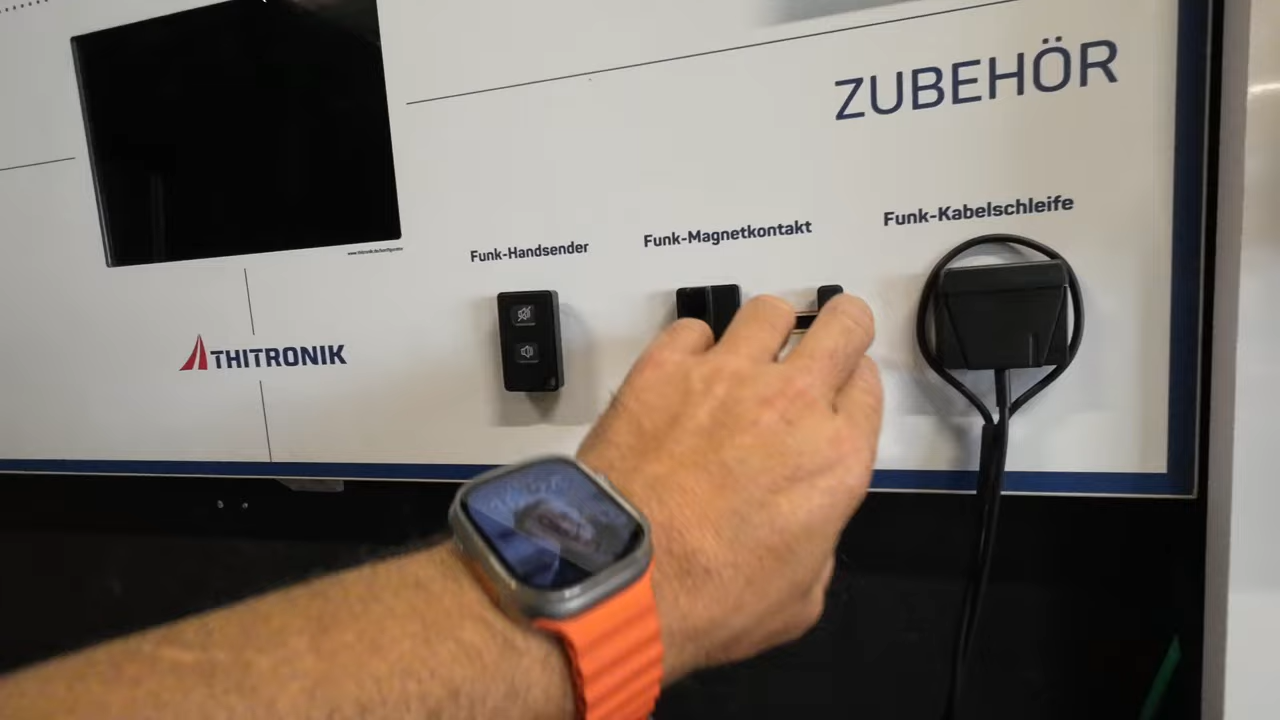 ZUBEHÖR
Funk-Handsender
Funk-Magnetkontakt
Funk-Kabelschleife
THITRONIK